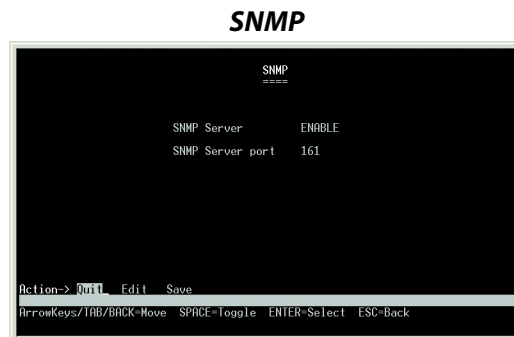 SNMP
SNMP
====
SNMP Server ENABLE
SNMP Server port 161
Action-> Quit Edit Save
ArrowKeys/TAB/BACK=Move SPACE=Toggle ENTER=Select ESC=Back